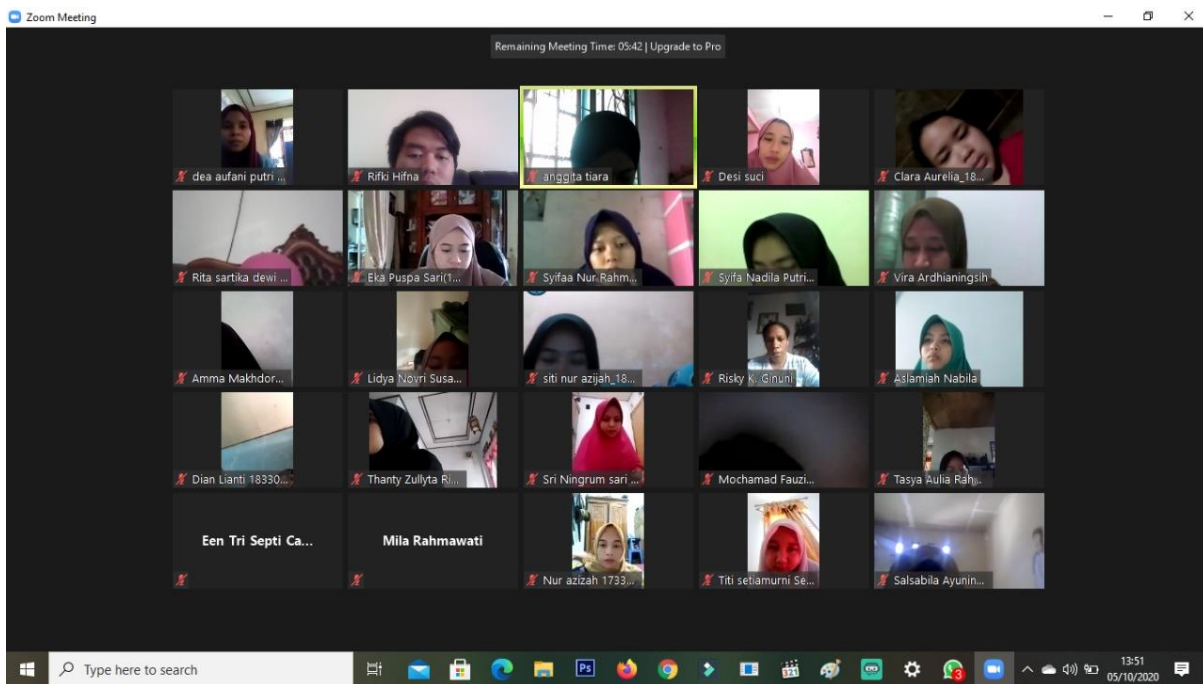 Zoom Meeting
Remaining Meeting Time: 05:42 | Upgrade to Pro
dea aufani putri ...
Rifki Hifna
anggita tiara
Desi suci
Clara Aurelia_18...
Rita sartika dewi ...
Eka Puspa Sari(1...
Syifaa Nur Rahm...
Syifa Nadila Putri...
Vira Ardhianingsih
Amma Makhdor...
Lidya Novri Susa...
siti nur azijah_18...
Risky K. Ginuni
Aslamiah Nabila
Dian Lianti 18330...
Thanty Zullyta Ri...
Sri Ningrum sari ...
Mochamad Fauzi...
Tasya Aulia Rah...
Een Tri Septi Ca...
Mila Rahmawati
Nur azizah 1733...
Titi setiamurni Se...
Salsabila Ayunin...
Type here to search
Ps
321
3
13:51
05/10/2020